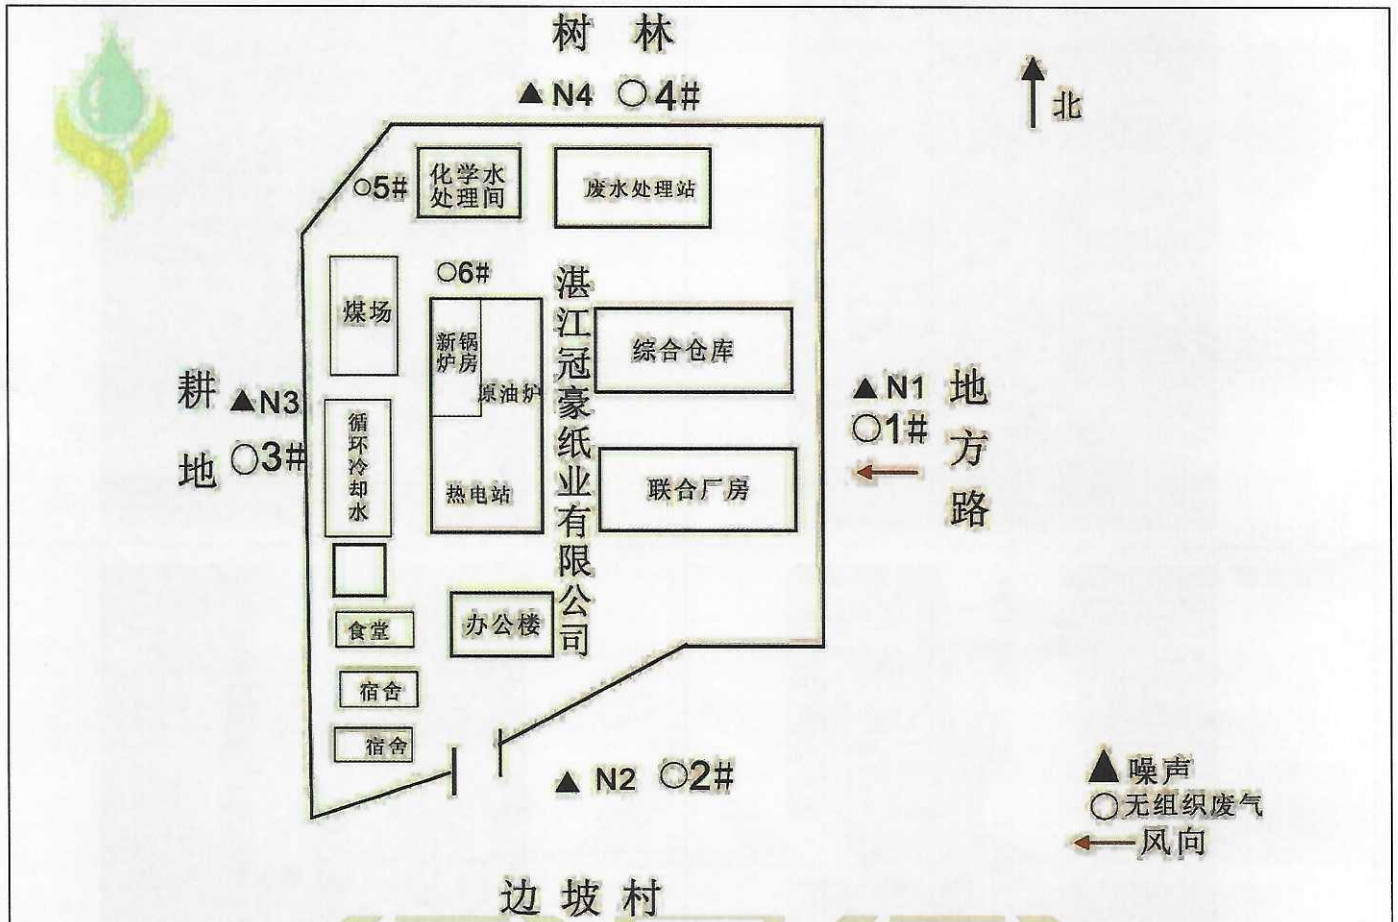 树 林
▲ N4 ○4#
北
○5#
化学水
处理间
废水处理站
○6#
煤场
新锅
炉房
原油炉
热电站
湛江冠豪纸业有限公司
综合仓库
联合厂房
耕地
▲N3
○3#
循环冷却水
▲N1
○1#
地方路
食堂
办公楼
宿舍
宿舍
▲ N2 ○2#
▲噪声
○无组织废气
←风向
边坡村